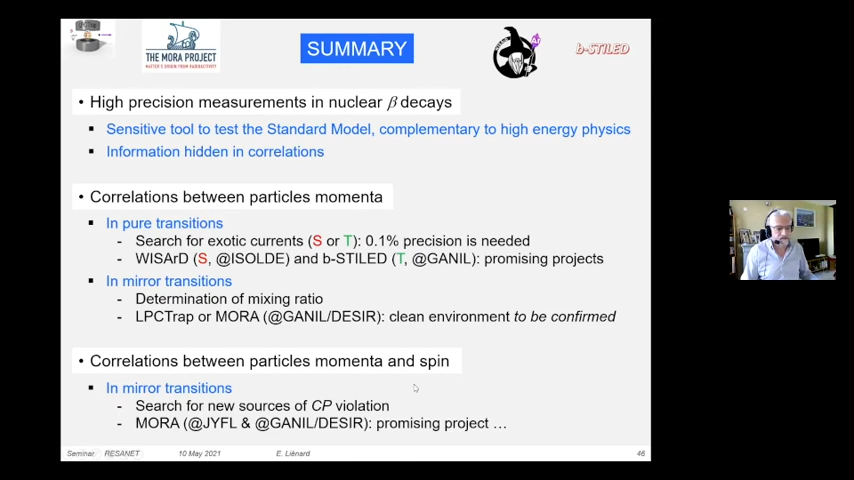 THE MORA PROJECT
MATTER'S ORIGIN FROM RADIOACTIVITY
SUMMARY
b-STILED
• High precision measurements in nuclear β decays
▪ Sensitive tool to test the Standard Model, complementary to high energy physics
▪ Information hidden in correlations
• Correlations between particles momenta
▪ In pure transitions
- Search for exotic currents (S or T): 0.1% precision is needed
- WISArD (S, @ISOLDE) and b-STILED (T, @GANIL): promising projects
▪ In mirror transitions
- Determination of mixing ratio
- LPCTrap or MORA (@GANIL/DESIR): clean environment to be confirmed
• Correlations between particles momenta and spin
▪ In mirror transitions
- Search for new sources of CP violation
- MORA (@JYFL & @GANIL/DESIR): promising project …
Seminar RESANET 10 May 2021 E. Liénard 46